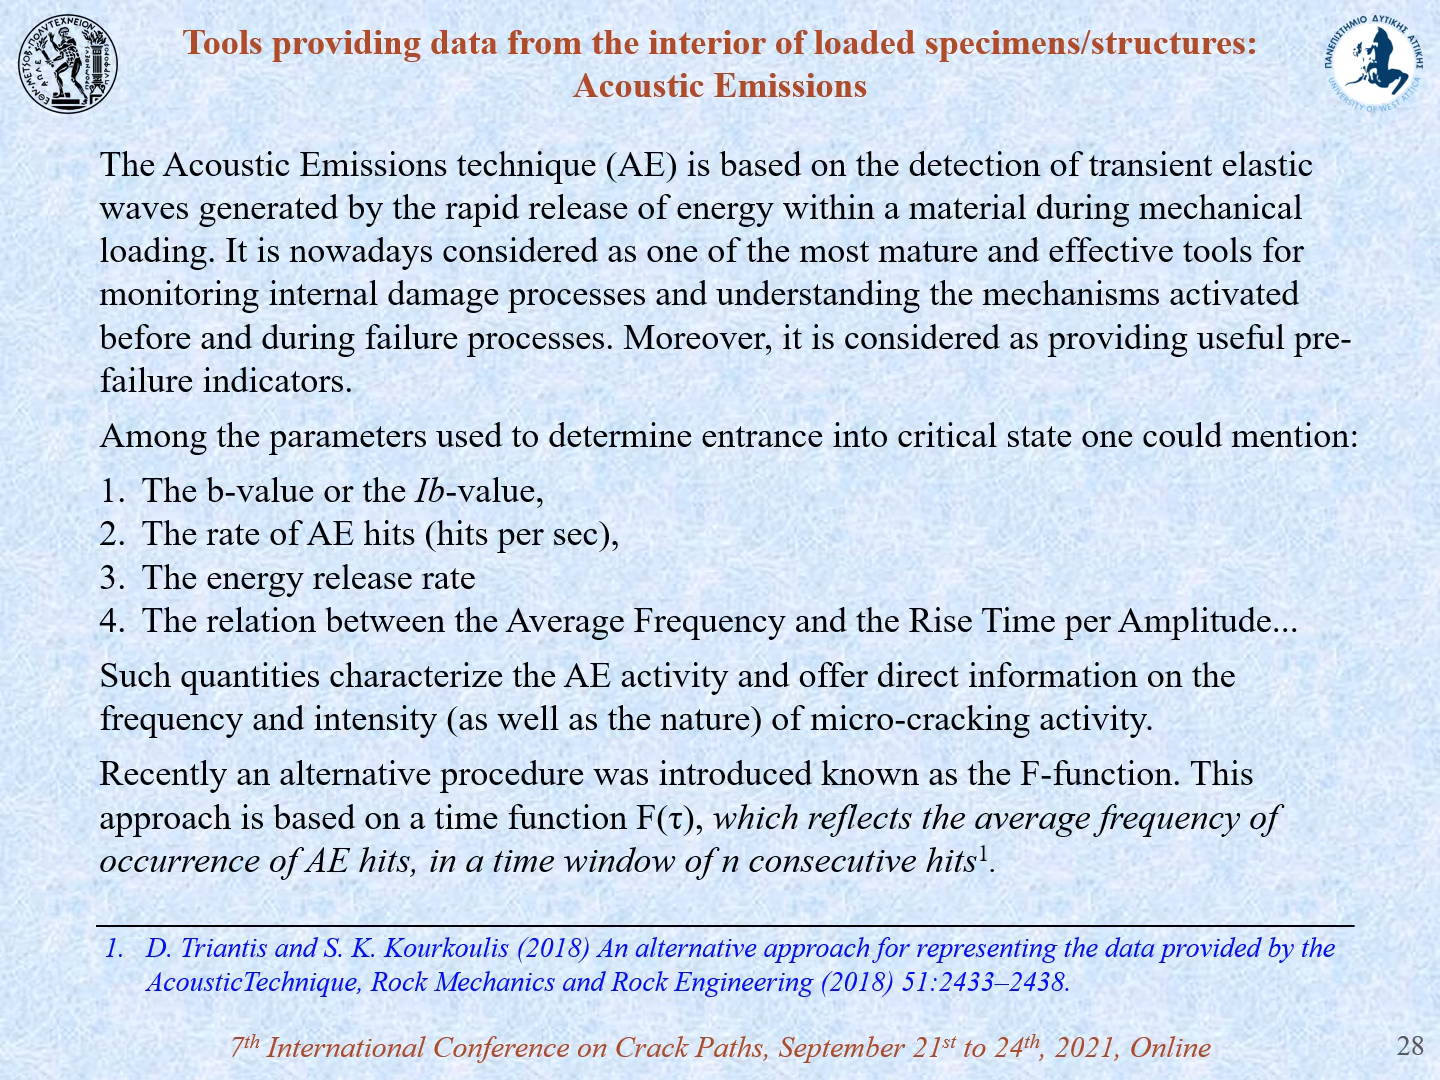 Tools providing data from the interior of loaded specimens/structures:
Acoustic Emissions
ΠΑΝΕΠΙΣΤΗΜΙΟ ΔΥΤΙΚΗΣ ΑΤΤΙΚΗΣ
UNIVERSITY OF WEST ATTICA
The Acoustic Emissions technique (AE) is based on the detection of transient elastic
waves generated by the rapid release of energy within a material during mechanical
loading. It is nowadays considered as one of the most mature and effective tools for
monitoring internal damage processes and understanding the mechanisms activated
before and during failure processes. Moreover, it is considered as providing useful pre-
failure indicators.
Among the parameters used to determine entrance into critical state one could mention:
1. The b-value or the Ib-value,
2. The rate of AE hits (hits per sec),
3. The energy release rate
4. The relation between the Average Frequency and the Rise Time per Amplitude...
Such quantities characterize the AE activity and offer direct information on the
frequency and intensity (as well as the nature) of micro-cracking activity.
Recently an alternative procedure was introduced known as the F-function. This
approach is based on a time function F(τ), which reflects the average frequency of
occurrence of AE hits, in a time window of n consecutive hits1.
1. D. Triantis and S. K. Kourkoulis (2018) An alternative approach for representing the data provided by the
AcousticTechnique, Rock Mechanics and Rock Engineering (2018) 51:2433–2438.
7th International Conference on Crack Paths, September 21st to 24th, 2021, Online
28